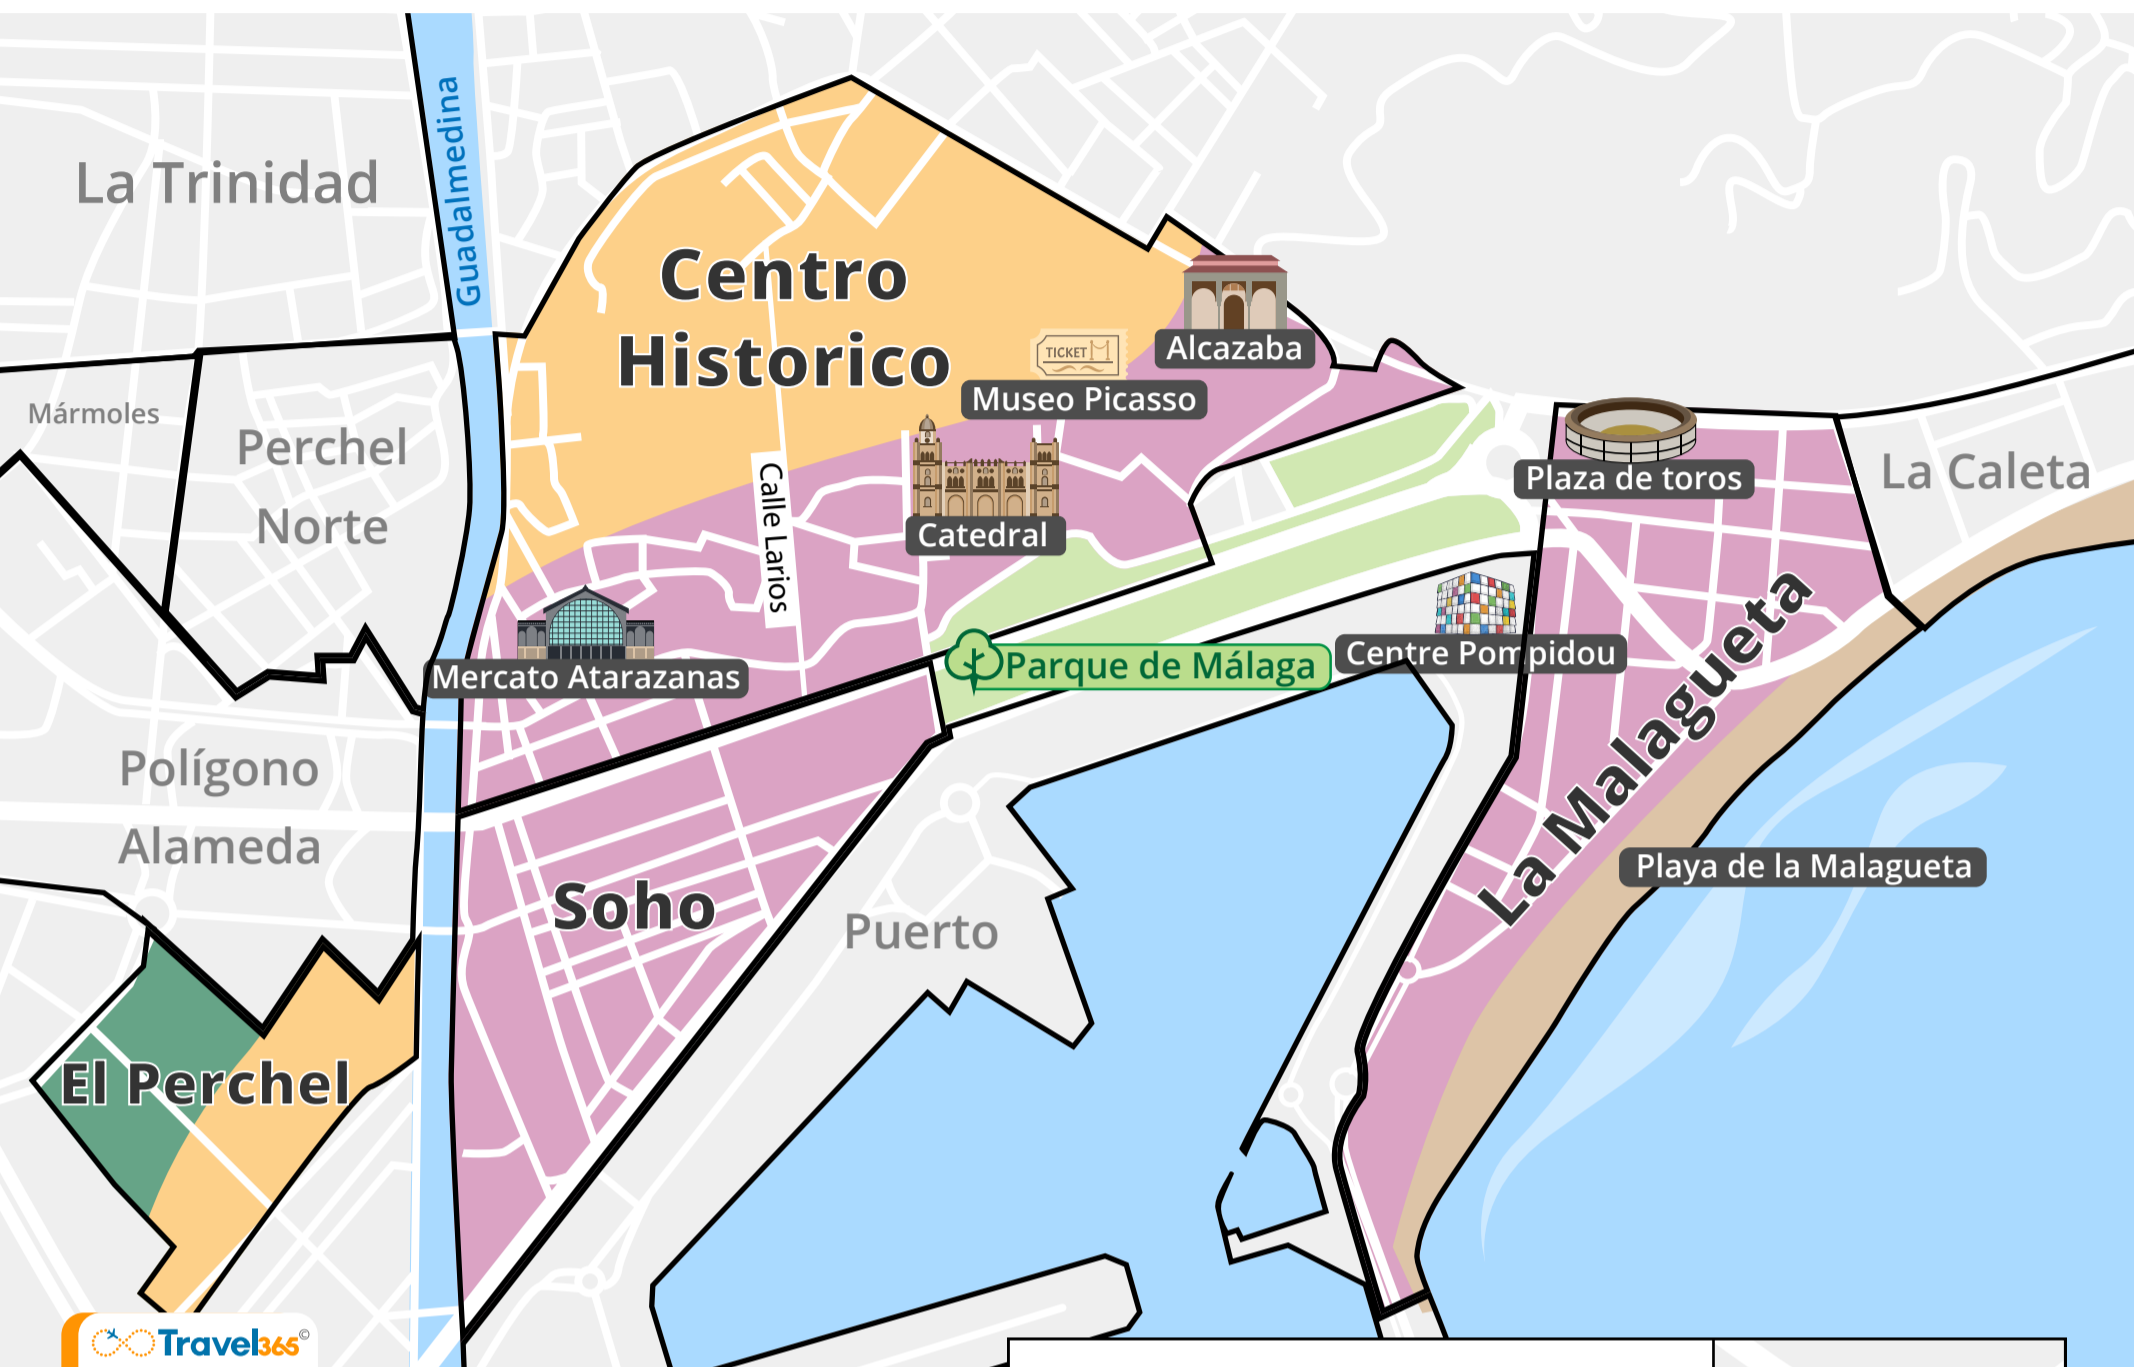 Guadalmedina
La Trinidad
Centro
Historico
Alcazaba
TICKET
Museo Picasso
Mármoles
Perchel
Norte
Plaza de toros
La Caleta
Calle Larios
Catedral
Mercato Atarazanas
Parque de Málaga
Centre Pompidou
La Malagueta
Polígono
Alameda
Playa de la Malagueta
Soho
Puerto
El Perchel
Travel365©